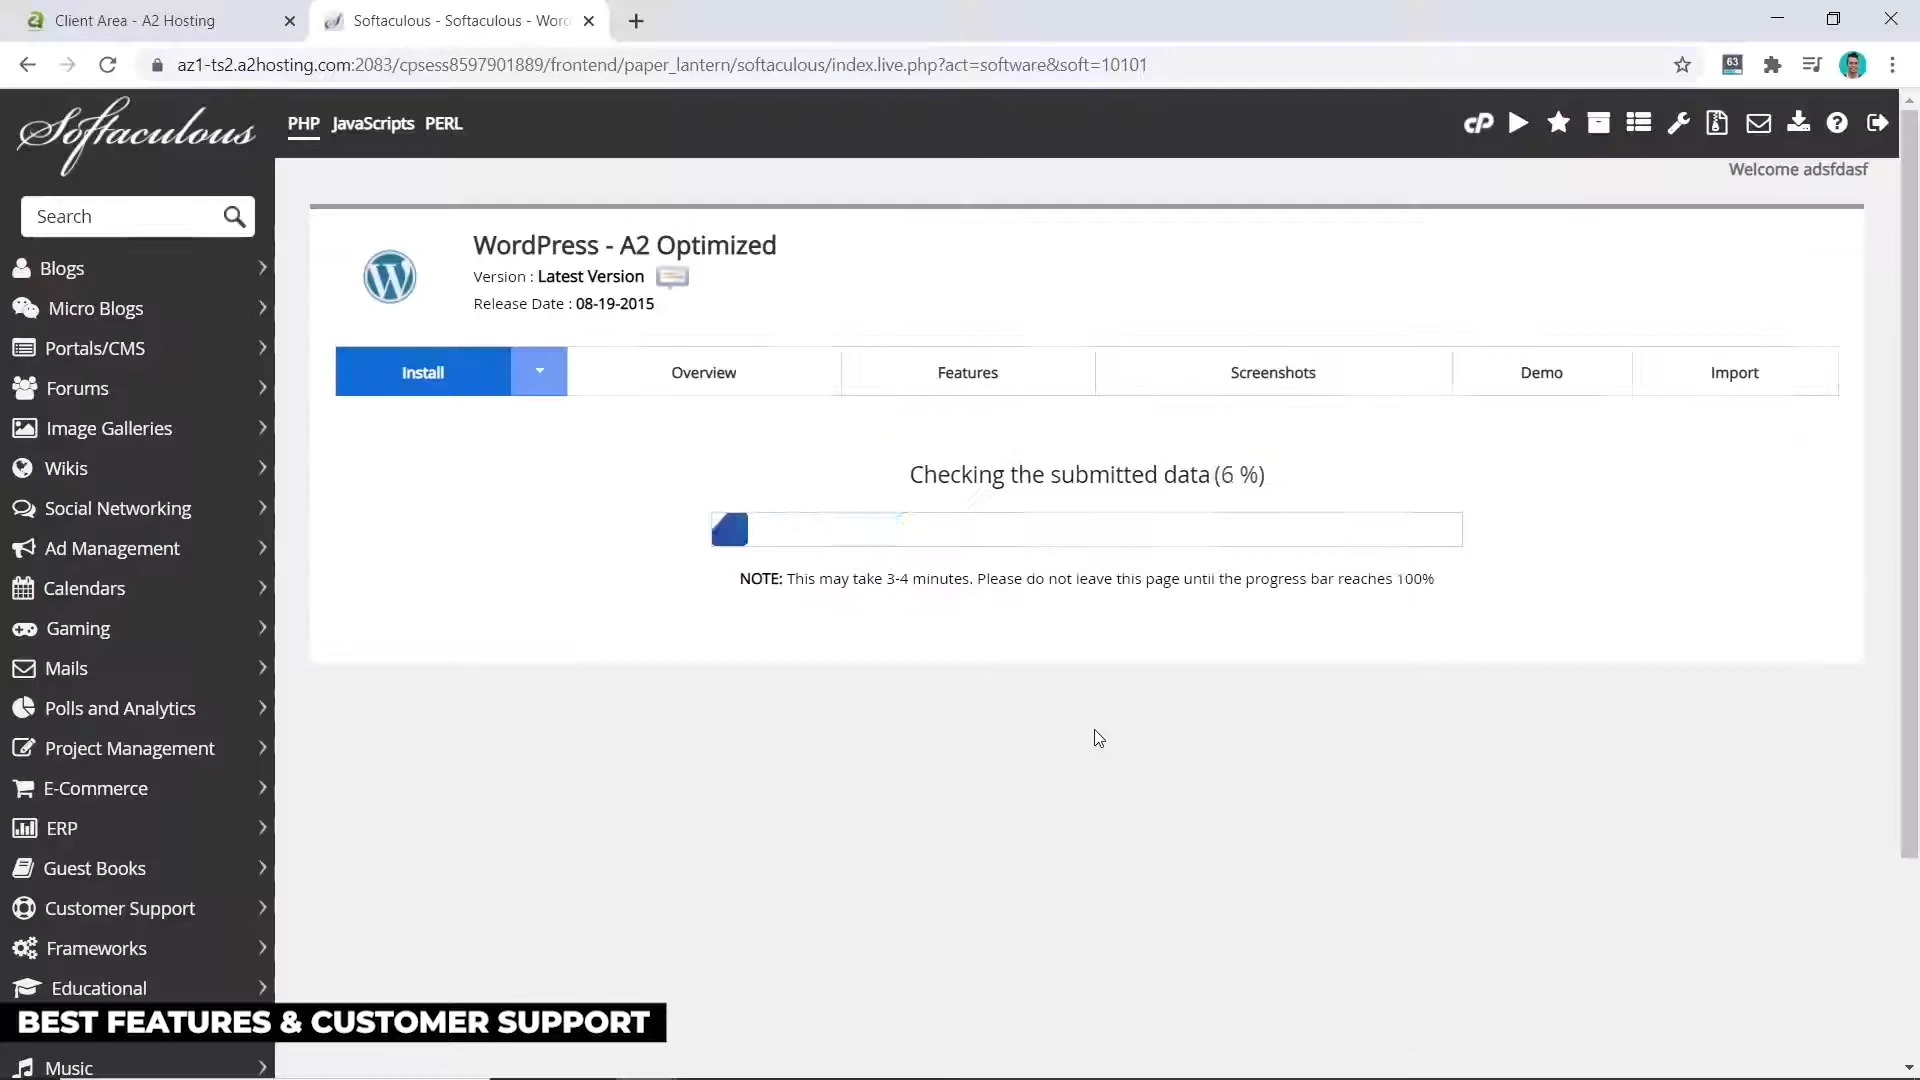 Client Area - A2 Hosting
Softaculous - Softaculous - Word
az1-ts2.a2hosting.com:2083/cpsess8597901889/frontend/paper_lantern/softaculous/index.live.php?act=software&soft=10101
63
Softaculous
PHP JavaScripts PERL
cP
Welcome adsfdasf
Search
Blogs
Micro Blogs
Portals/CMS
Forums
Image Galleries
Wikis
Social Networking
Ad Management
Calendars
Gaming
Mails
Polls and Analytics
Project Management
E-Commerce
ERP
Guest Books
Customer Support
Frameworks
Educational
Music
WordPress - A2 Optimized
Version : Latest Version
Release Date : 08-19-2015
Install Overview Features Screenshots Demo Import
Checking the submitted data (6 %)
NOTE: This may take 3-4 minutes. Please do not leave this page until the progress bar reaches 100%
BEST FEATURES & CUSTOMER SUPPORT